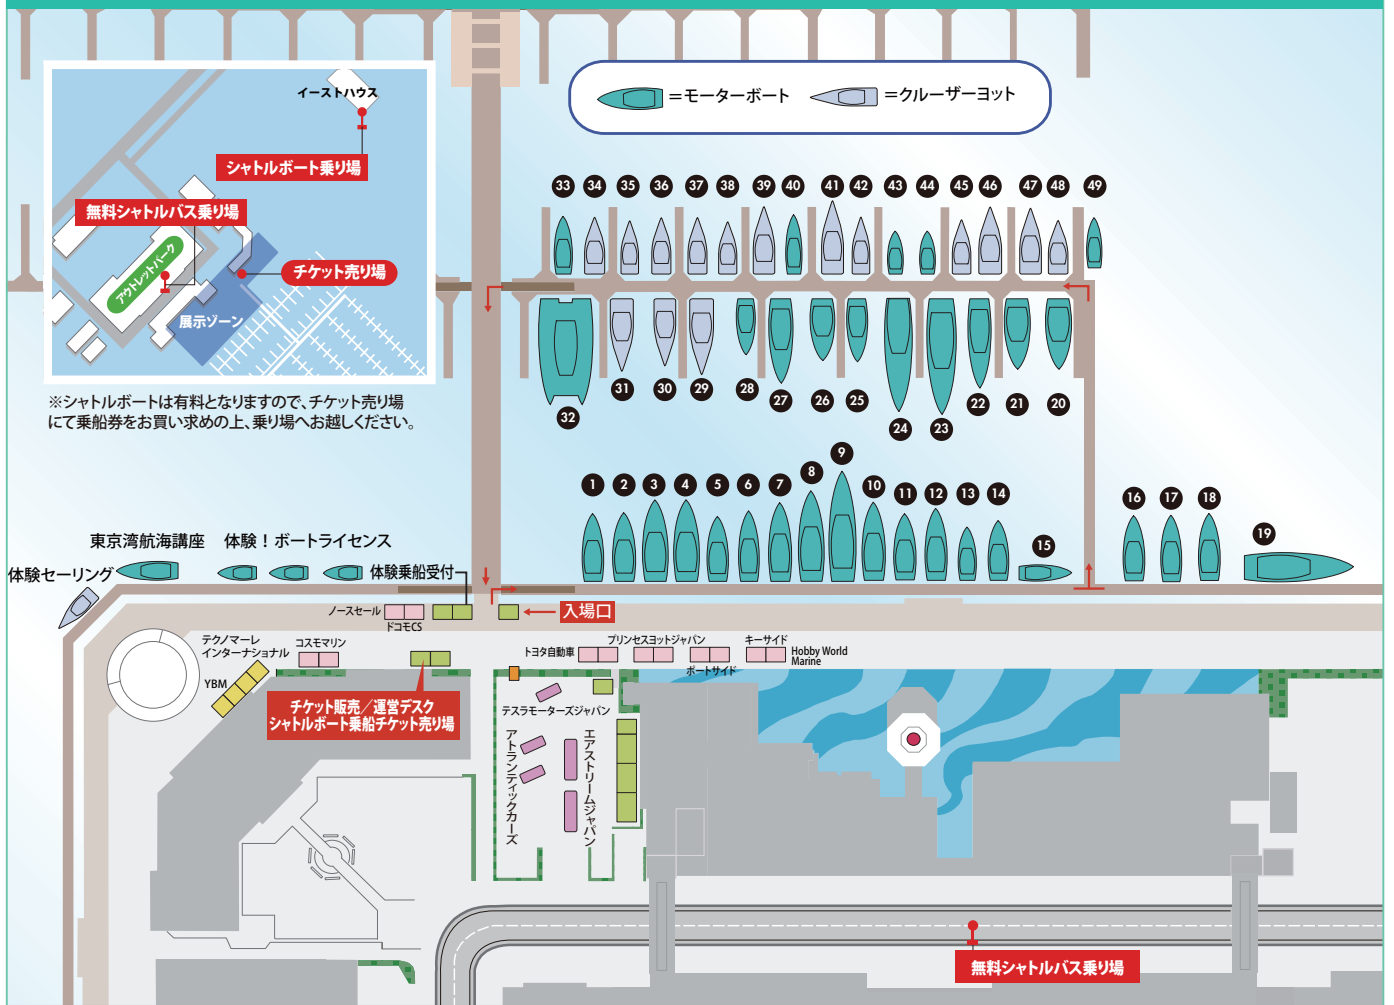 イーストハウス
シャトルボート乗り場
無料シャトルバス乗り場
アウトレットパーク
チケット売り場
展示ゾーン
※シャトルボートは有料となりますので、チケット売り場
にて乗船券をお買い求めの上、乗り場へお越しください。
=モーターボート
=クルーザーヨット
33 34 35 36 37 38 39 40 41 42 43 44 45 46 47 48 49
32 31 30 29 28 27 26 25 24 23 22 21 20
1 2 3 4 5 6 7 8 9 10 11 12 13 14 15 16 17 18 19
東京湾航海講座 体験！ボートライセンス
体験セーリング
体験乗船受付
ノースセール
ドコモCS
入場口
テクノマーレ
インターナショナル
コスモマリン
YBM
トヨタ自動車
プリンセスヨットジャパン
ボートサイド
キーサイド
Hobby World
Marine
チケット販売／運営デスク
シャトルボート乗船チケット売り場
テスラモーターズジャパン
アトランティックカーズ
エアストリームジャパン
無料シャトルバス乗り場